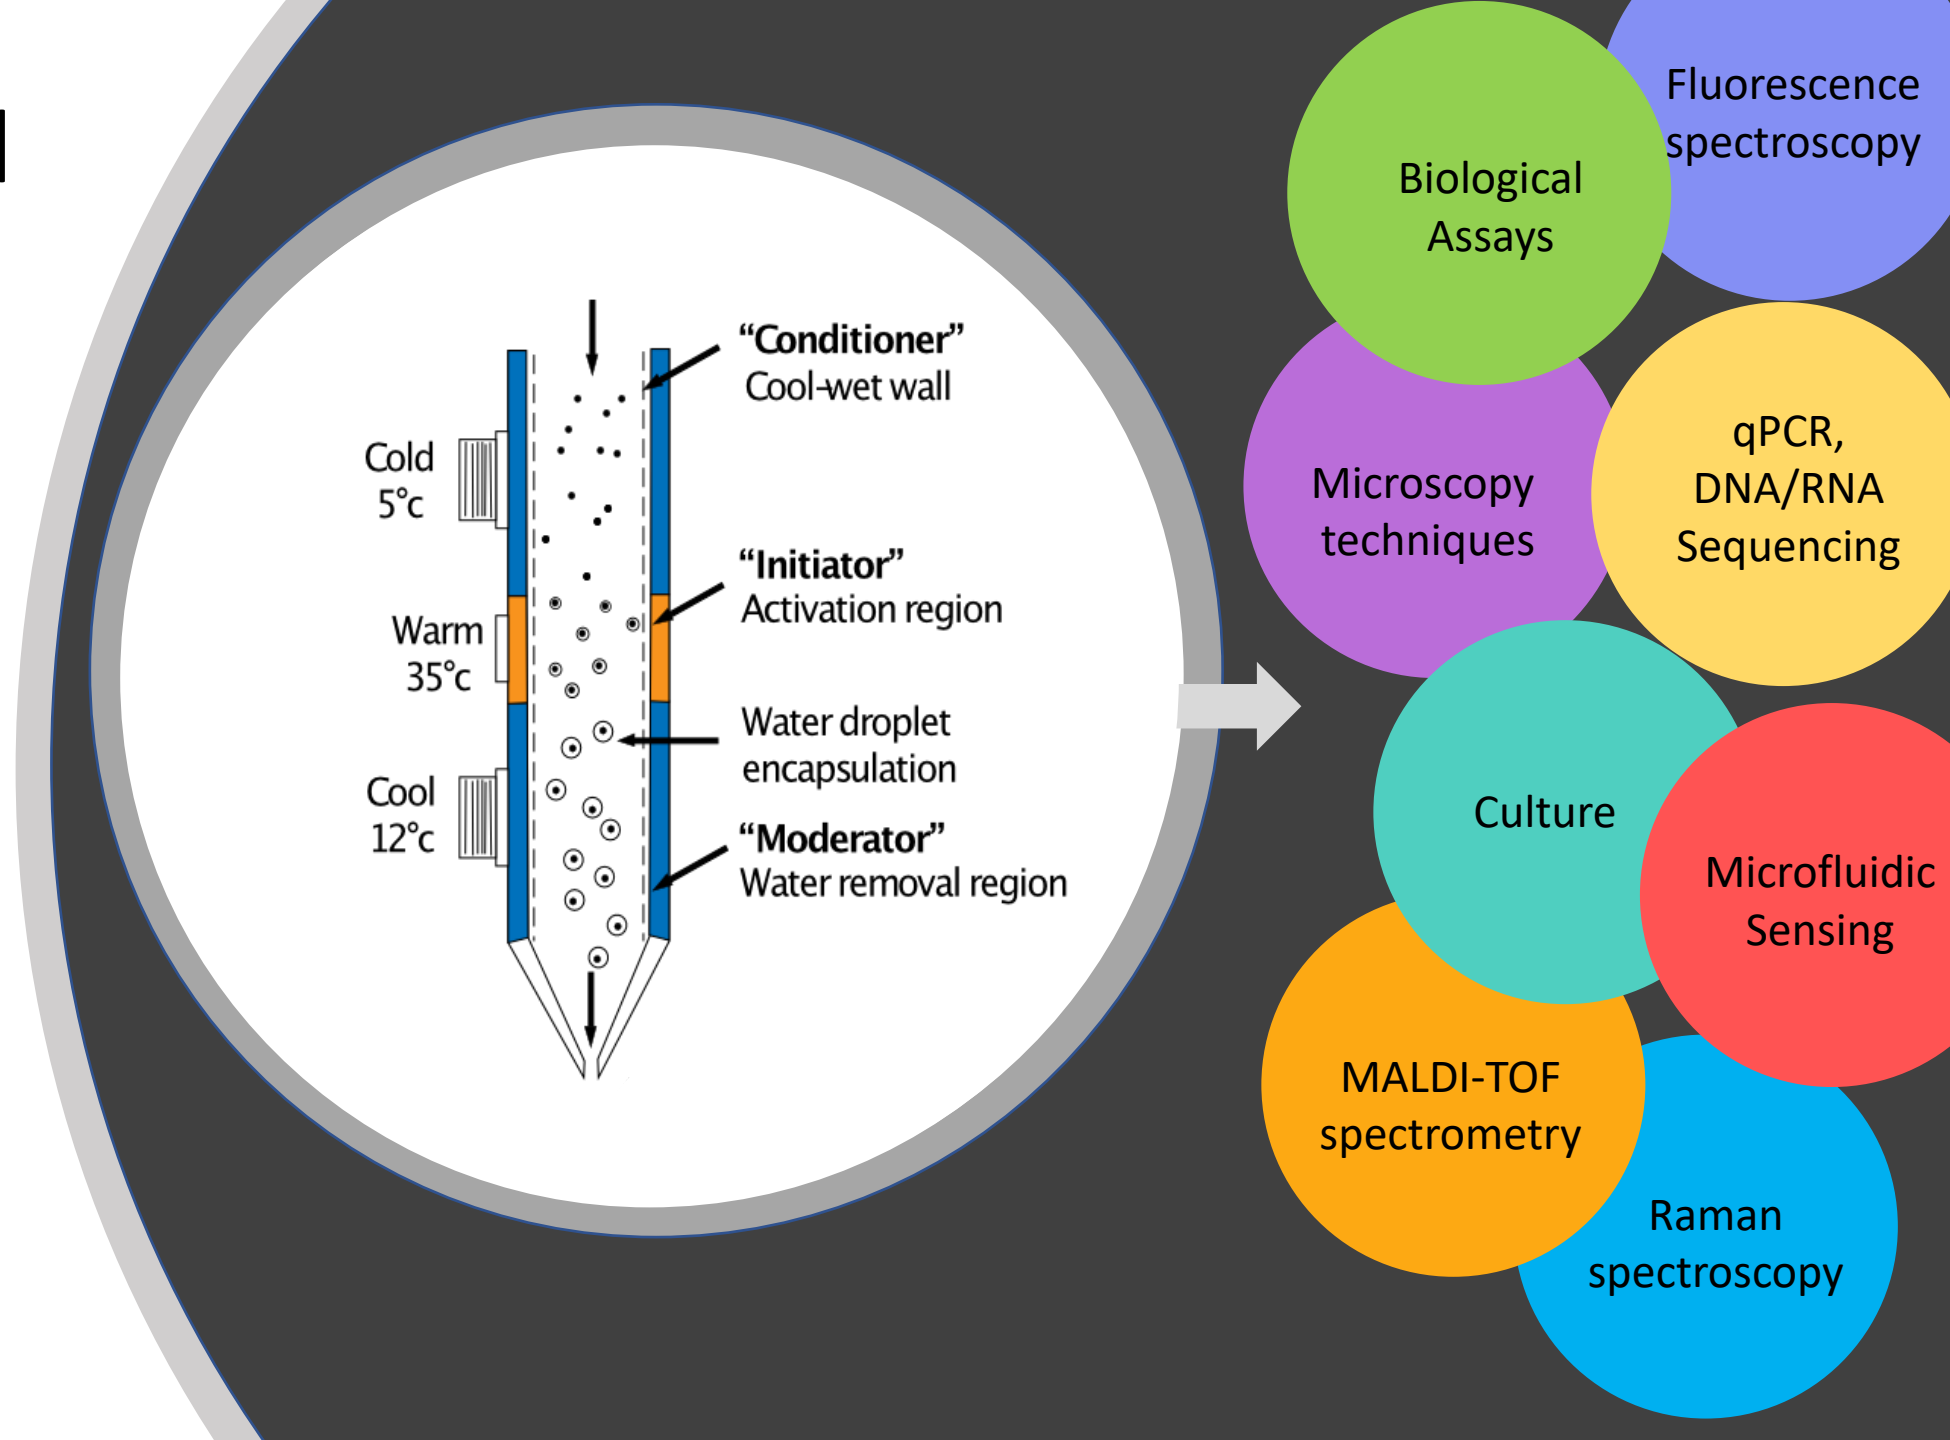 “Conditioner”
Cool-wet wall
Cold
5°c
“Initiator”
Activation region
Warm
35°c
Water droplet
encapsulation
Cool
12°c
“Moderator”
Water removal region
Fluorescence
spectroscopy
Biological
Assays
qPCR,
DNA/RNA
Sequencing
Microscopy
techniques
Culture
Microfluidic
Sensing
MALDI-TOF
spectrometry
Raman
spectroscopy